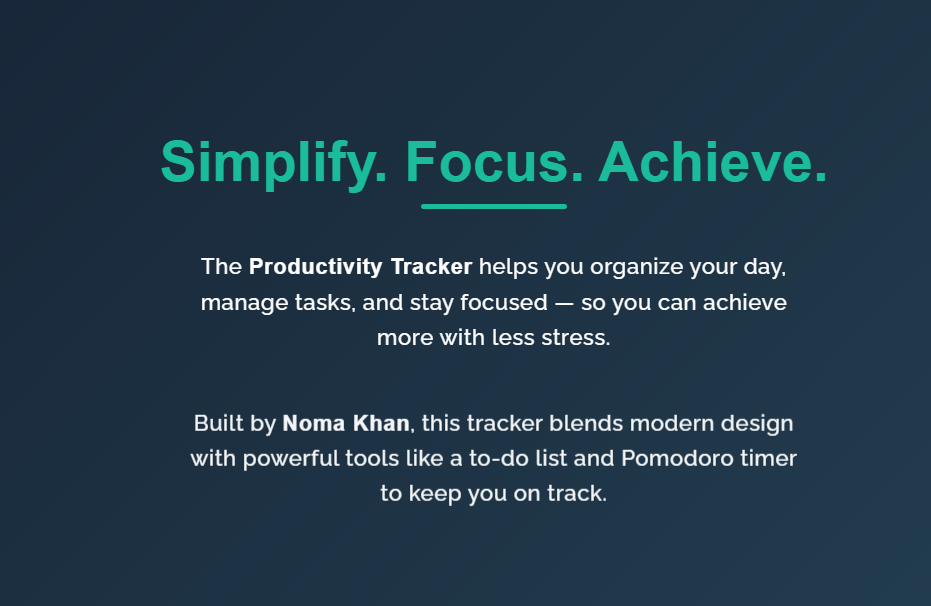 Simplify. Focus. Achieve.
The Productivity Tracker helps you organize your day,
manage tasks, and stay focused — so you can achieve
more with less stress.
Built by Noma Khan, this tracker blends modern design
with powerful tools like a to-do list and Pomodoro timer
to keep you on track.